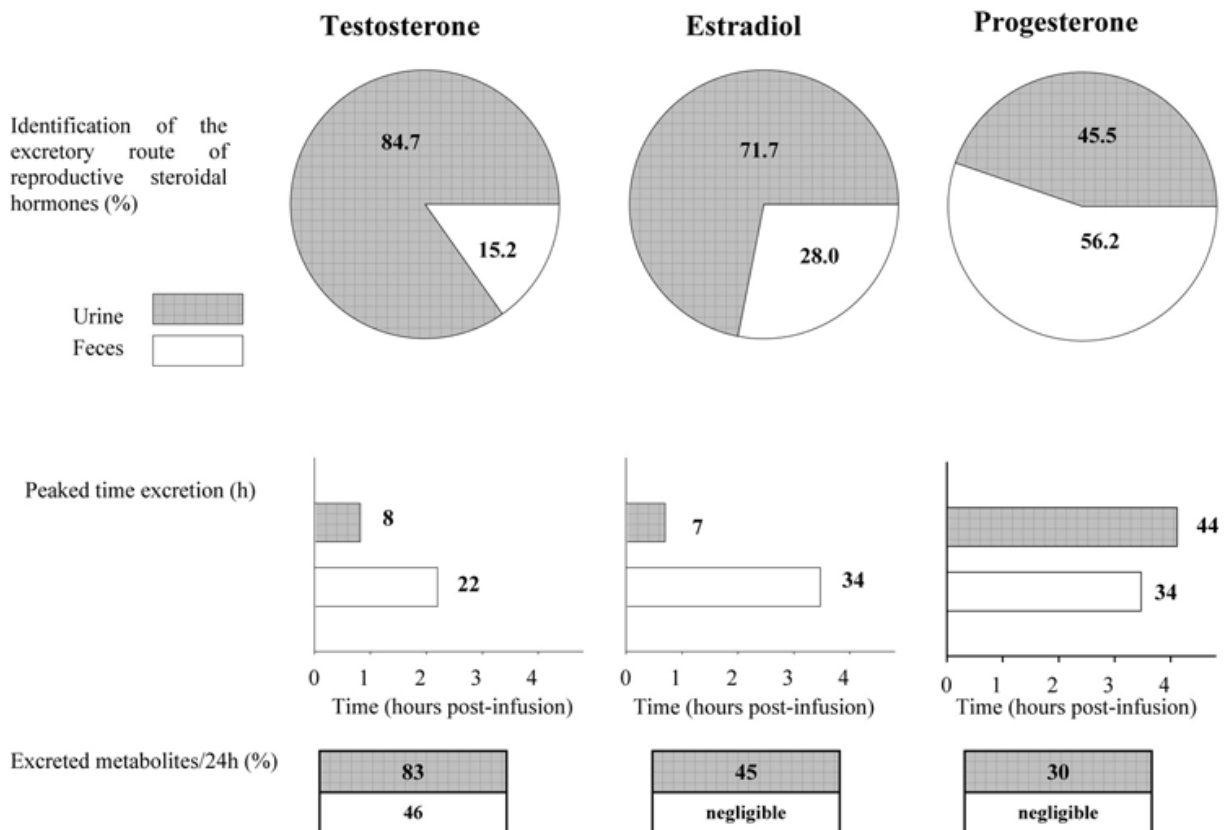 Testosterone
Estradiol
Progesterone
Identification of the
excretory route of
reproductive steroidal
hormones (%)
84.7
15.2
71.7
28.0
45.5
56.2
Urine
Feces
Peaked time excretion (h)
8
22
0 1 2 3 4
Time (hours post-infusion)
7
34
0 1 2 3 4
Time (hours post-infusion)
44
34
0 1 2 3 4
Time (hours post-infusion)
Excreted metabolites/24h (%)
83
46
45
negligible
30
negligible